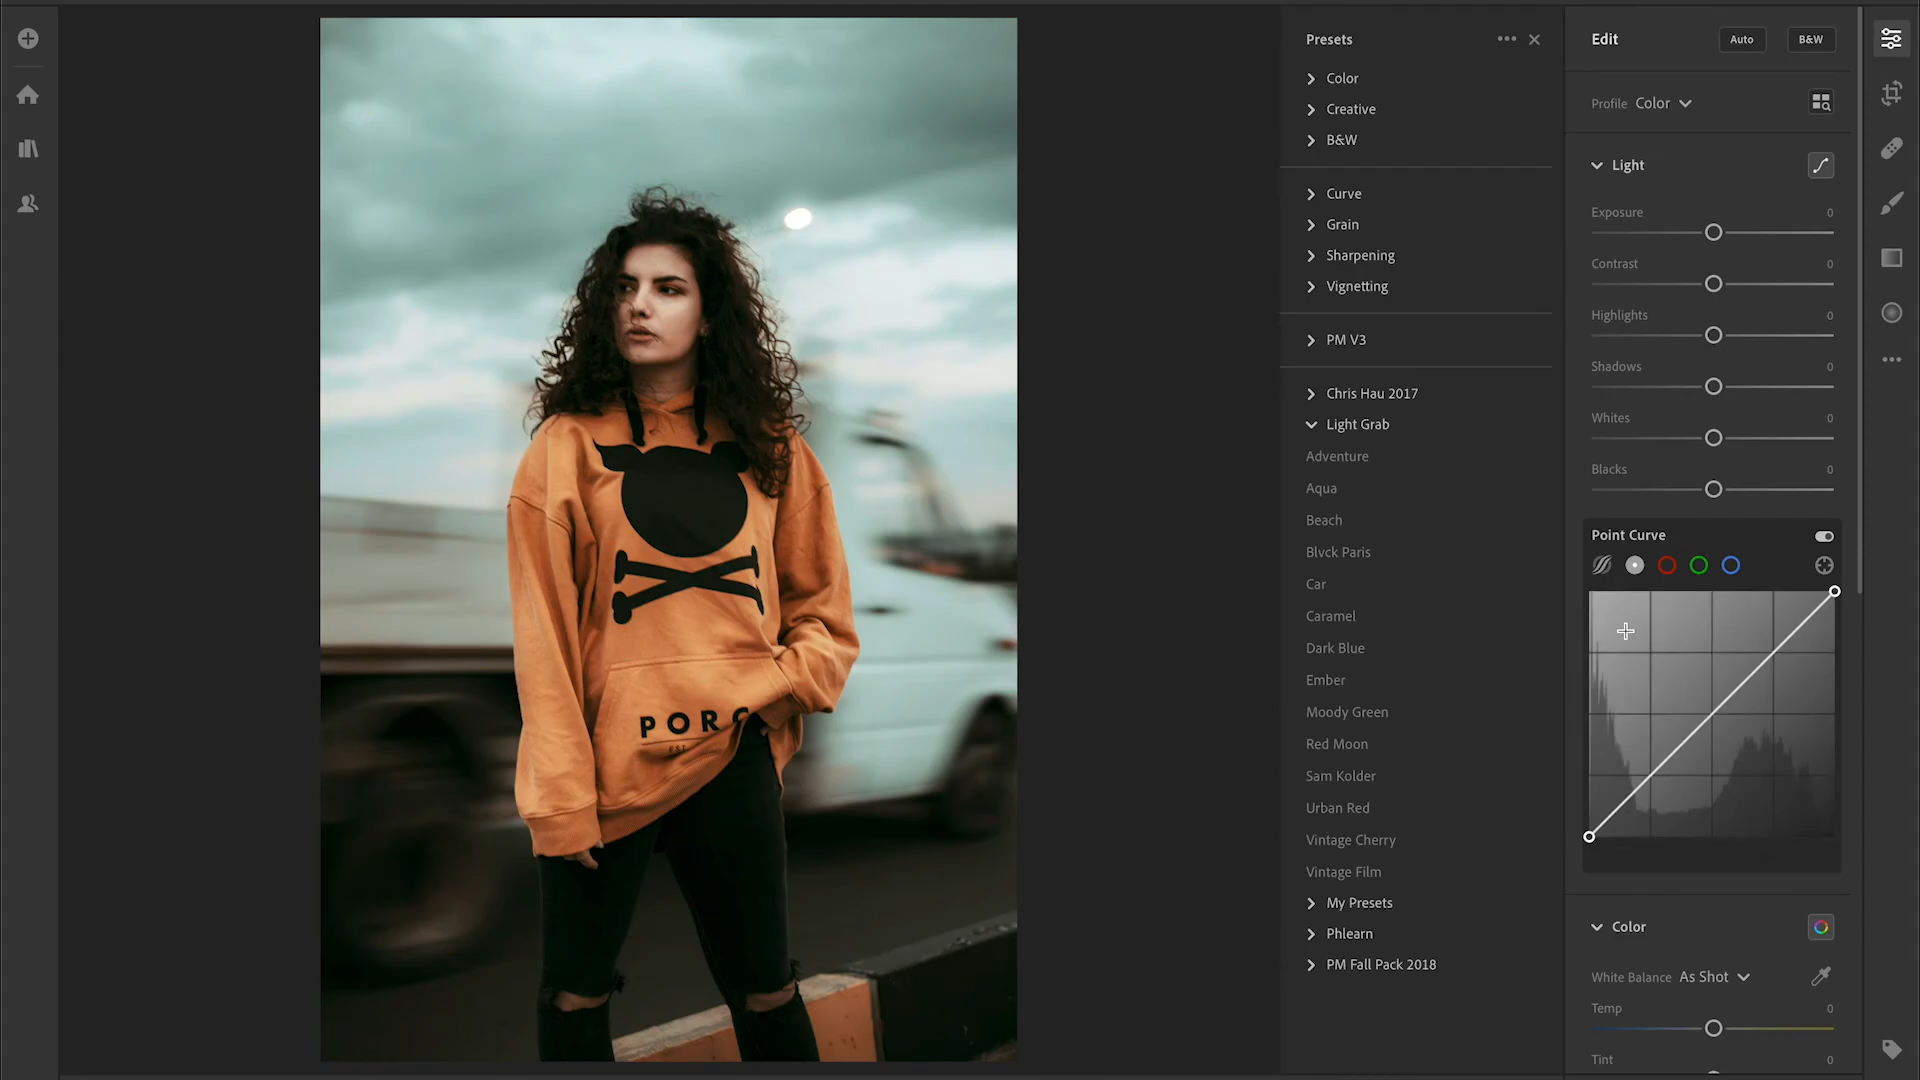 Presets
Color
Creative
B&W
Curve
Grain
Sharpening
Vignetting
PM V3
Chris Hau 2017
Light Grab
Adventure
Aqua
Beach
Blvck Paris
Car
Caramel
Dark Blue
Ember
Moody Green
Red Moon
Sam Kolder
Urban Red
Vintage Cherry
Vintage Film
My Presets
Phlearn
PM Fall Pack 2018
Edit Auto B&W
Profile Color
Light
Exposure 0
Contrast 0
Highlights 0
Shadows 0
Whites 0
Blacks 0
Point Curve
Color
White Balance As Shot
Temp 0
Tint 0
PORC
EST